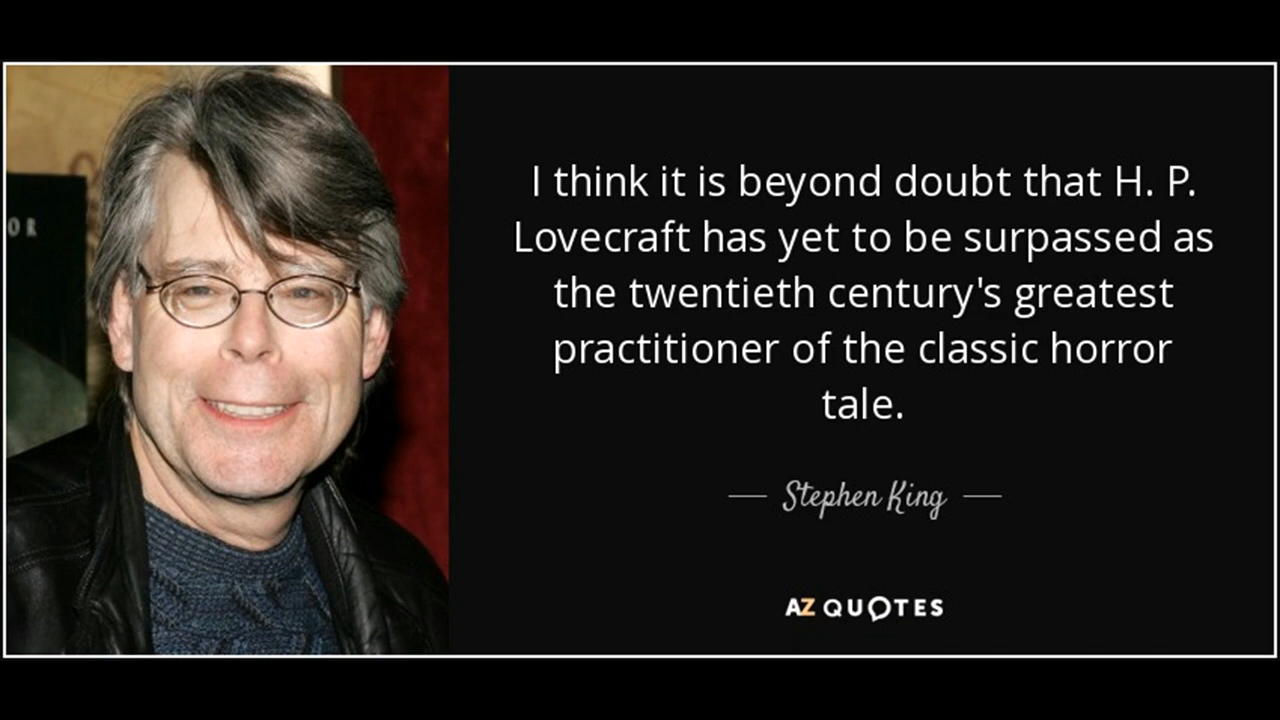 OR
I think it is beyond doubt that H. P.
Lovecraft has yet to be surpassed as
the twentieth century's greatest
practitioner of the classic horror
tale.
Stephen King
AZ QUOTES